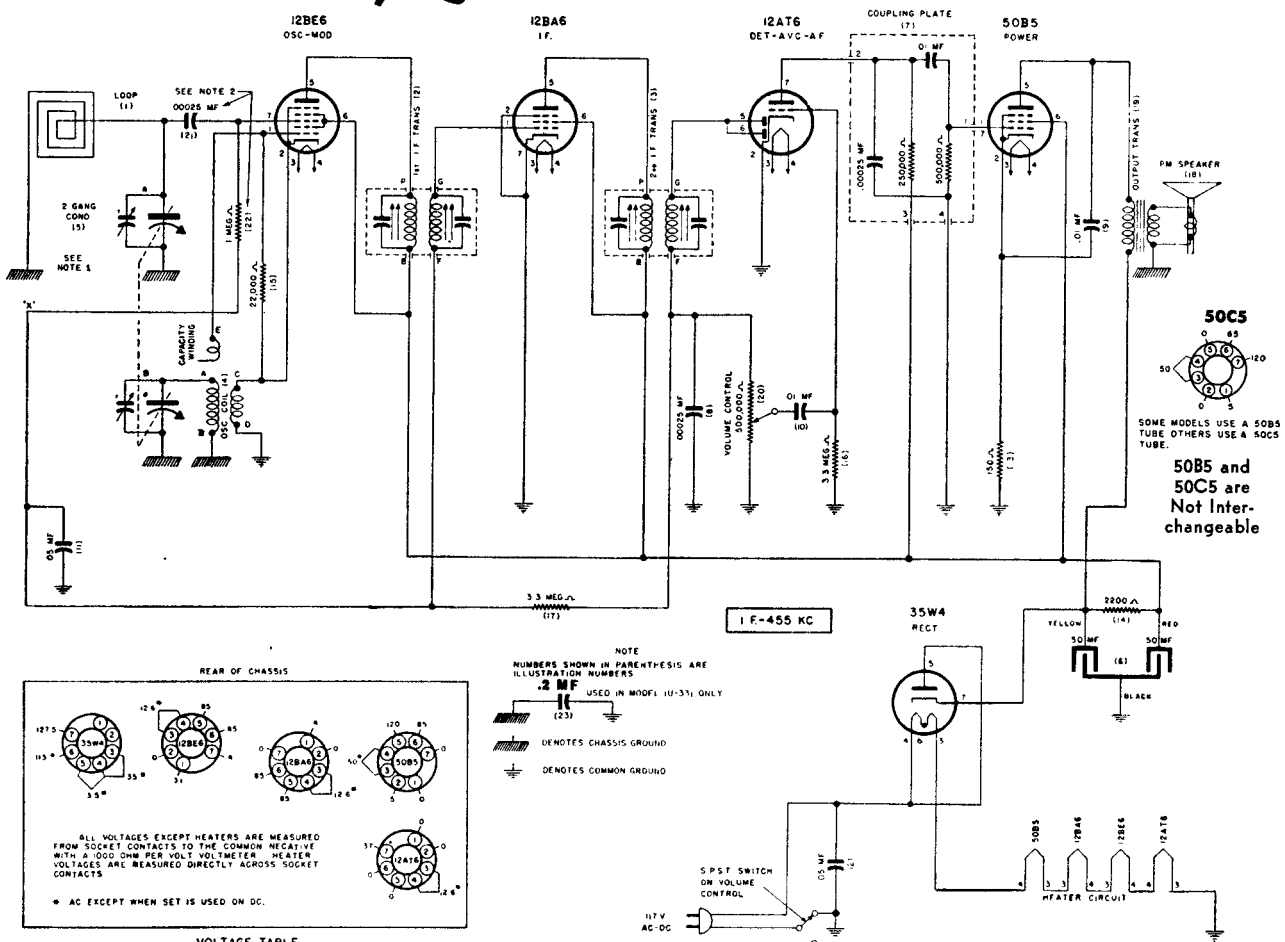 12BE6
OSC-MOD
12BA6
I F.
12AT6
DET-AVC-AF
COUPLING PLATE
(7)
50B5
POWER
LOOP
(1)
SEE NOTE 2
.00025 MF
(21)
2 GANG
COND
(5)
SEE
NOTE 1
1 MEG Ω
(22)
22,000 Ω
(15)
"X"
CAPACITY
WINDING
OSC COIL (4)
1ST I F TRANS (2)
2ND I F TRANS (3)
.00025 MF
250,000 Ω
500,000 Ω
.01 MF
.01 MF
(9)
OUTPUT TRANS (19)
PM SPEAKER
(18)
50C5
SOME MODELS USE A 50B5
TUBE OTHERS USE A 50C5
TUBE.
50B5 and
50C5 are
Not Inter-
changeable
.00025 MF
(8)
VOLUME CONTROL
500,000 Ω
(20)
.01 MF
(10)
3.3 MEG Ω
(16)
150 Ω
(13)
.05 MF
(11)
3.3 MEG Ω
(17)
I F.-455 KC
35W4
RECT
2200 Ω
(14)
YELLOW
RED
50 MF
50 MF
(6)
BLACK
NOTE
NUMBERS SHOWN IN PARENTHESIS ARE
ILLUSTRATION NUMBERS
.2 MF
USED IN MODEL (U-33) ONLY
(23)
DENOTES CHASSIS GROUND
DENOTES COMMON GROUND
REAR OF CHASSIS
35W4
12BE6
12BA6
50B5
12AT6
ALL VOLTAGES EXCEPT HEATERS ARE MEASURED
FROM SOCKET CONTACTS TO THE COMMON NEGATIVE
WITH A 1000 OHM PER VOLT VOLTMETER HEATER
VOLTAGES ARE MEASURED DIRECTLY ACROSS SOCKET
CONTACTS
* AC EXCEPT WHEN SET IS USED ON DC.
VOLTAGE TABLE
S.P.S.T SWITCH
ON VOLUME
CONTROL
117 V
AC-DC
.05 MF
50B5
12BA6
12BE6
12AT6
HEATER CIRCUIT